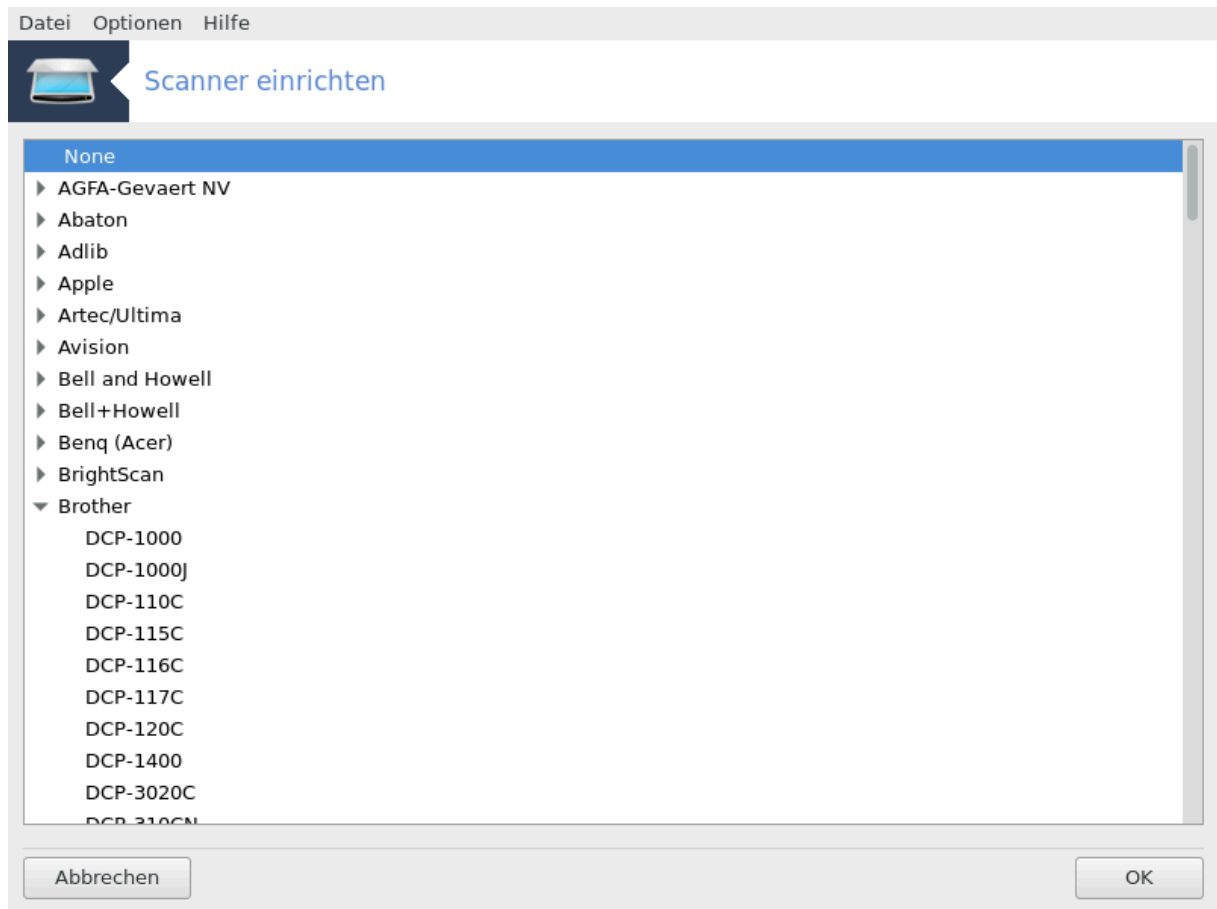 Datei Optionen Hilfe
Scanner einrichten
None
AGFA-Gevaert NV
Abaton
Adlib
Apple
Artec/Ultima
Avision
Bell and Howell
Bell+Howell
Benq (Acer)
BrightScan
Brother
DCP-1000
DCP-1000J
DCP-110C
DCP-115C
DCP-116C
DCP-117C
DCP-120C
DCP-1400
DCP-3020C
DCP-310CN
Abbrechen OK